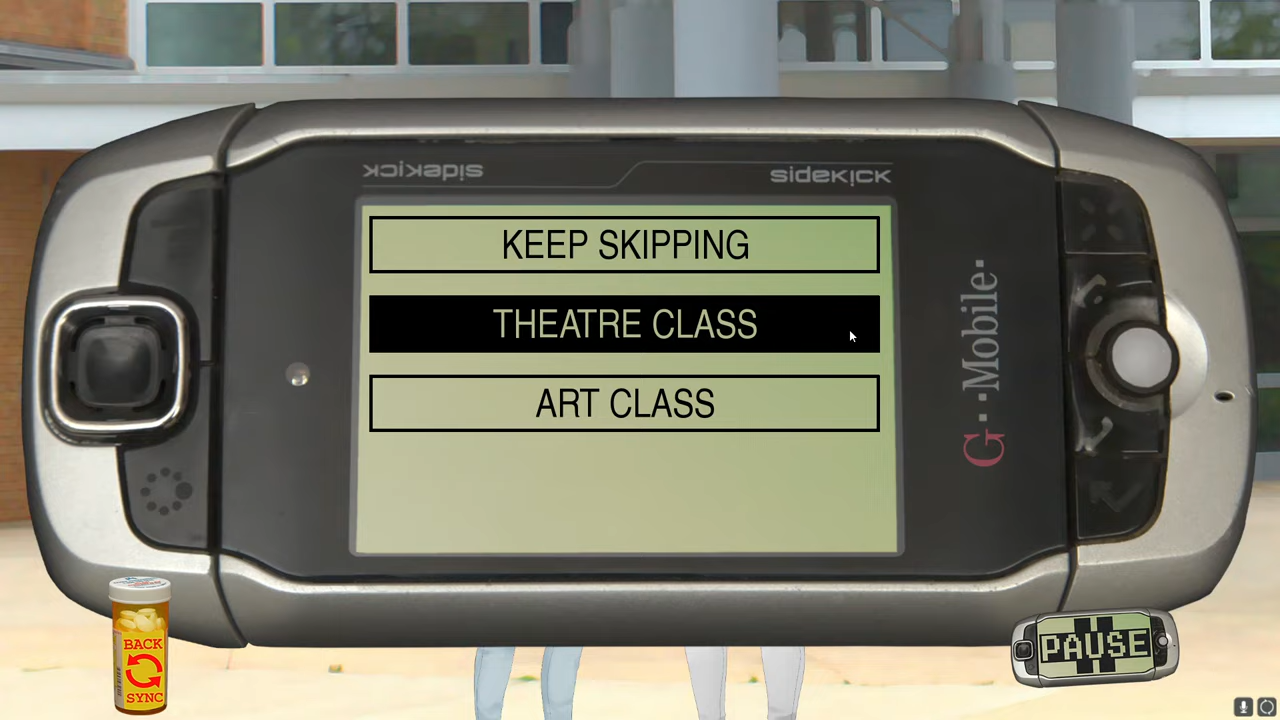 sidekick
sidekick
KEEP SKIPPING
THEATRE CLASS
ART CLASS
G··Mobile·
BACK
SYNC
PAUSE